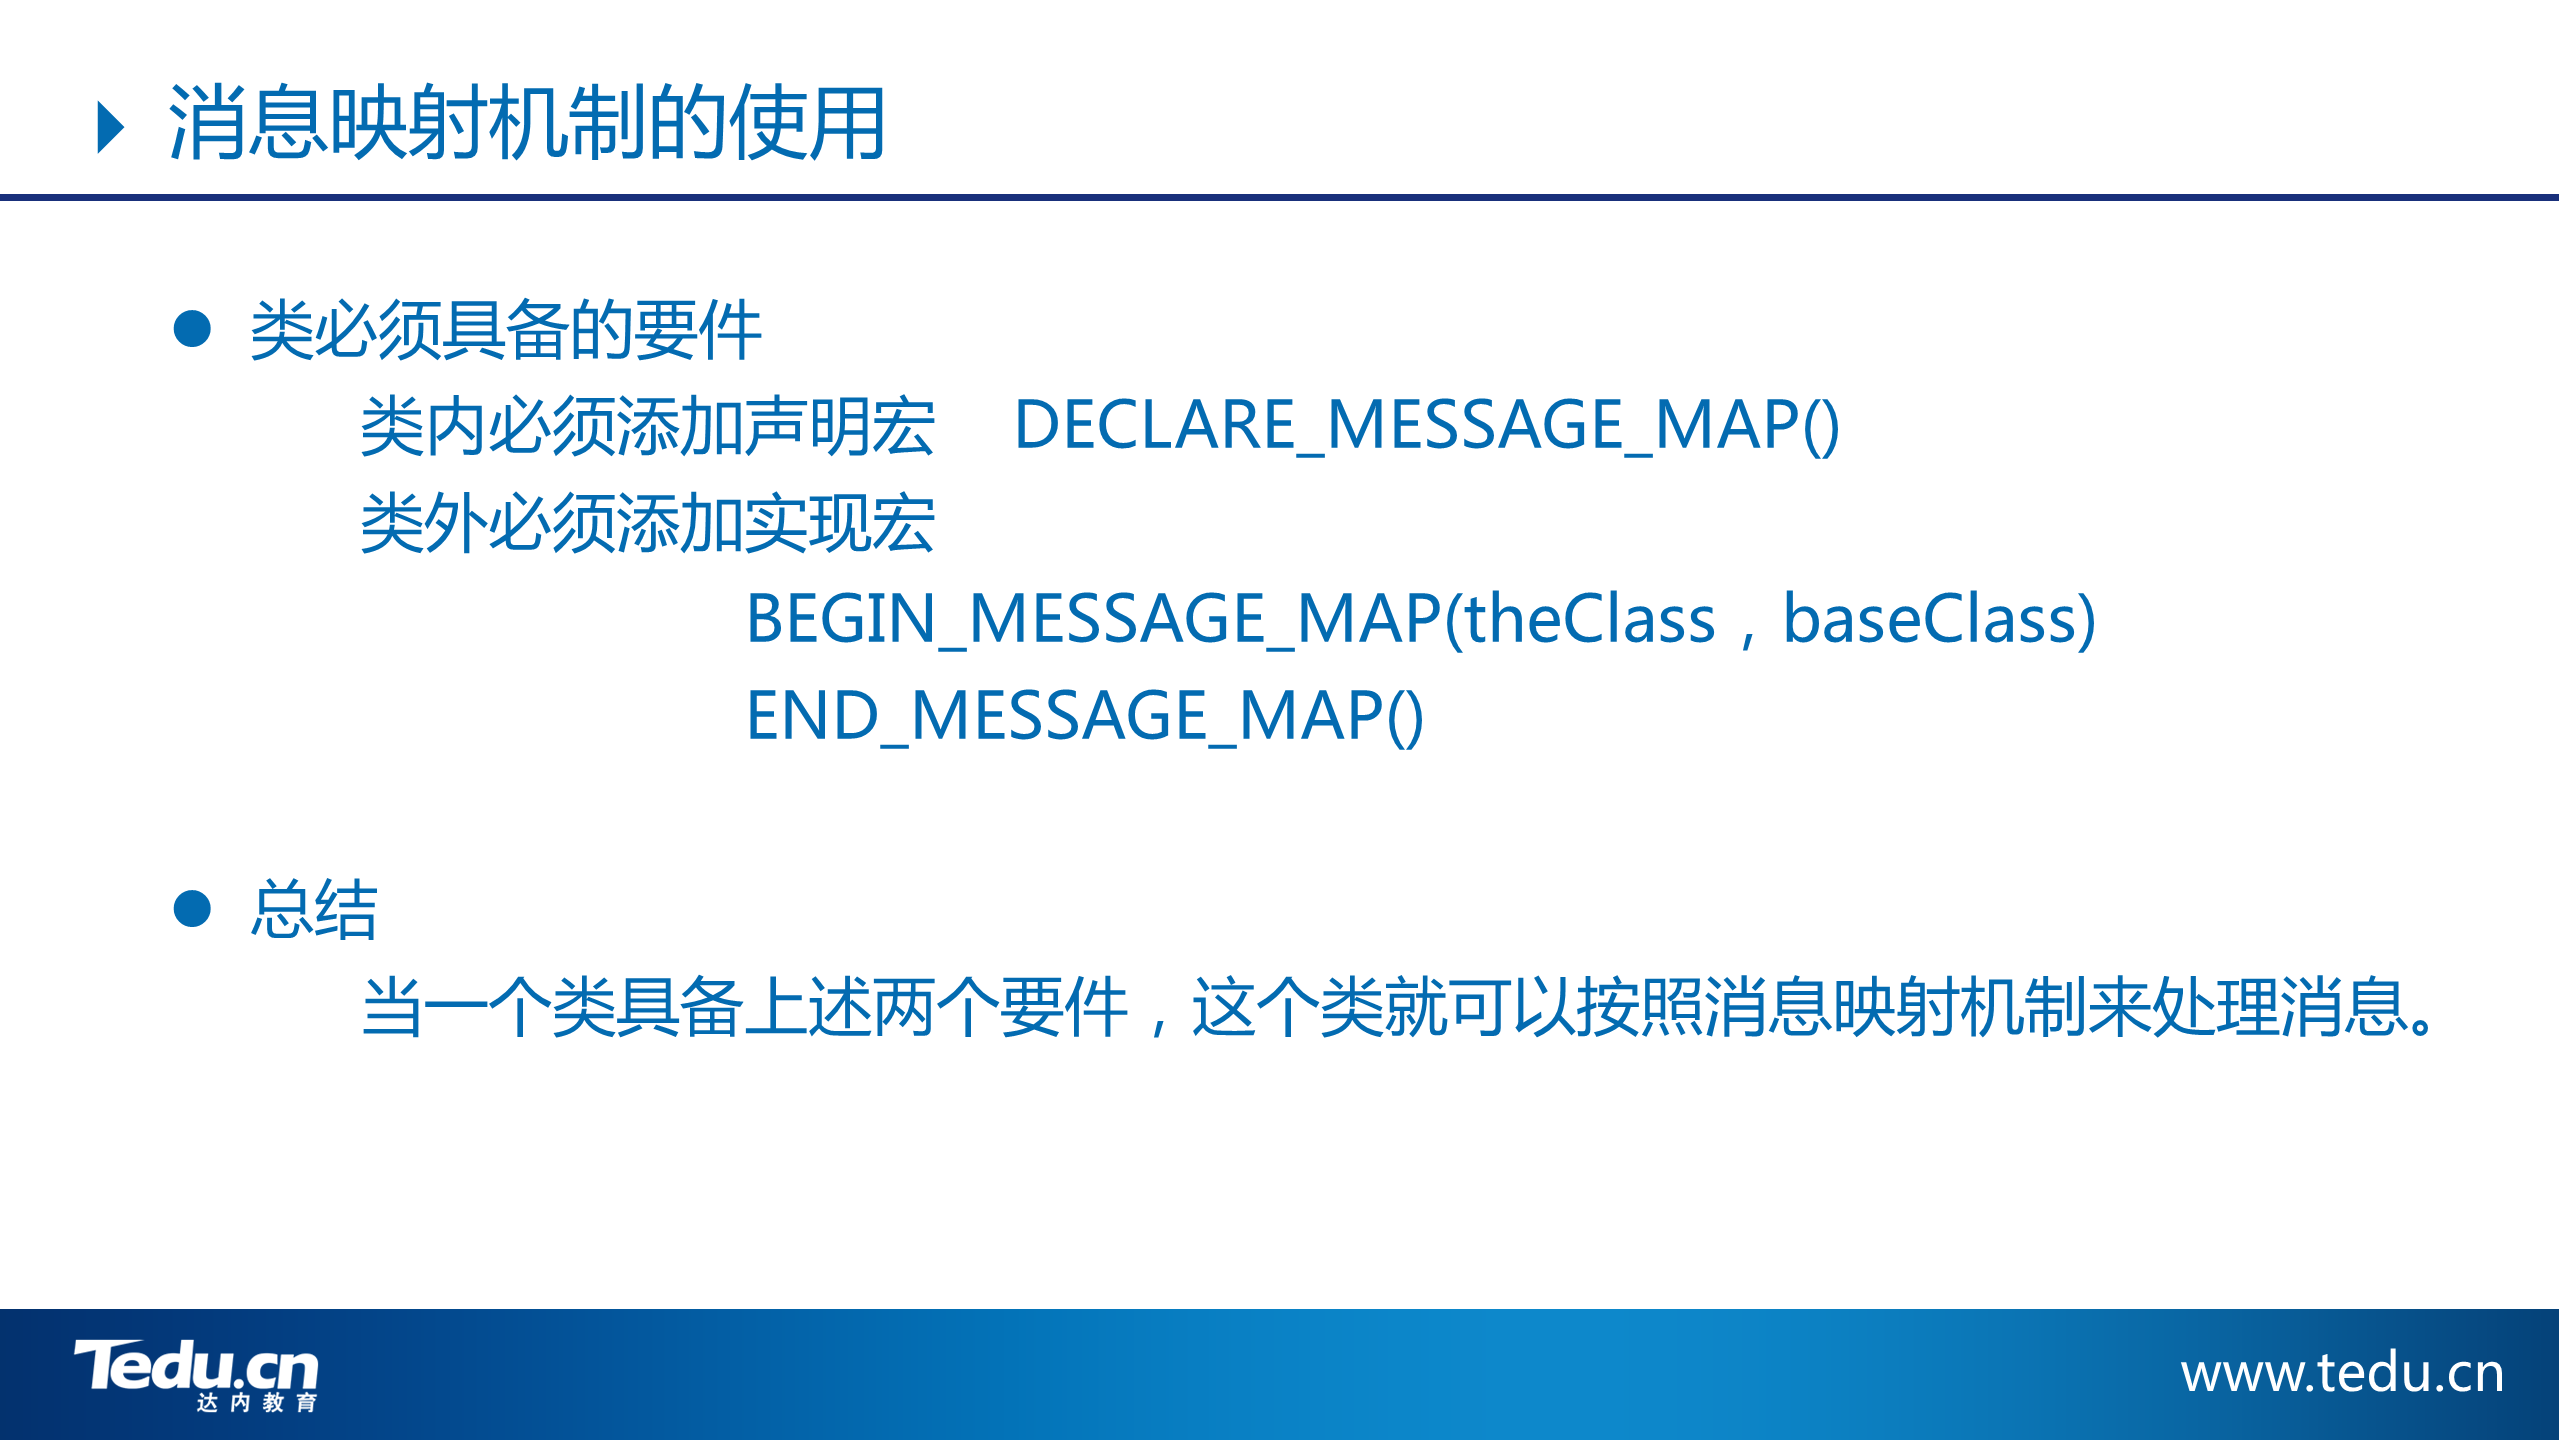 消息映射机制的使用
类必须具备的要件
类内必须添加声明宏 DECLARE_MESSAGE_MAP()
类外必须添加实现宏
BEGIN_MESSAGE_MAP(theClass，baseClass)
END_MESSAGE_MAP()
总结
当一个类具备上述两个要件，这个类就可以按照消息映射机制来处理消息。
Tedu.cn
达内教育
www.tedu.cn